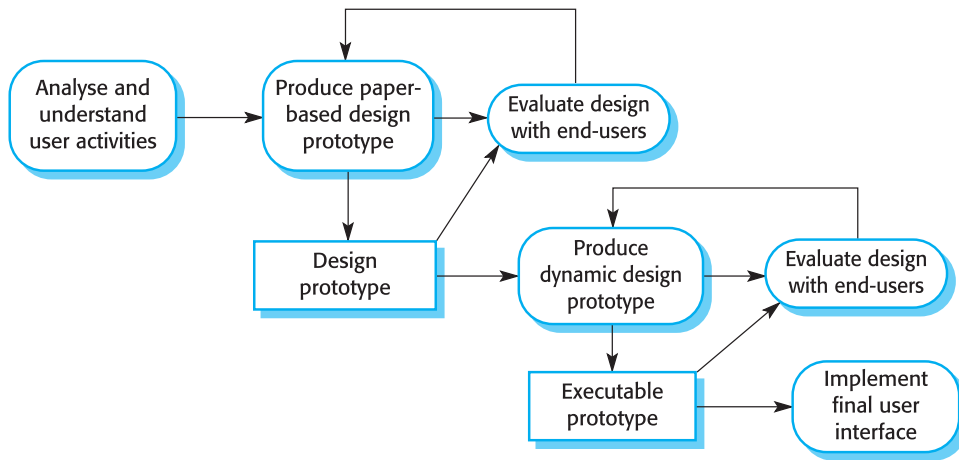 Analyse and
understand
user activities
Produce paper-
based design
prototype
Evaluate design
with end-users
Design
prototype
Produce
dynamic design
prototype
Evaluate design
with end-users
Executable
prototype
Implement
final user
interface